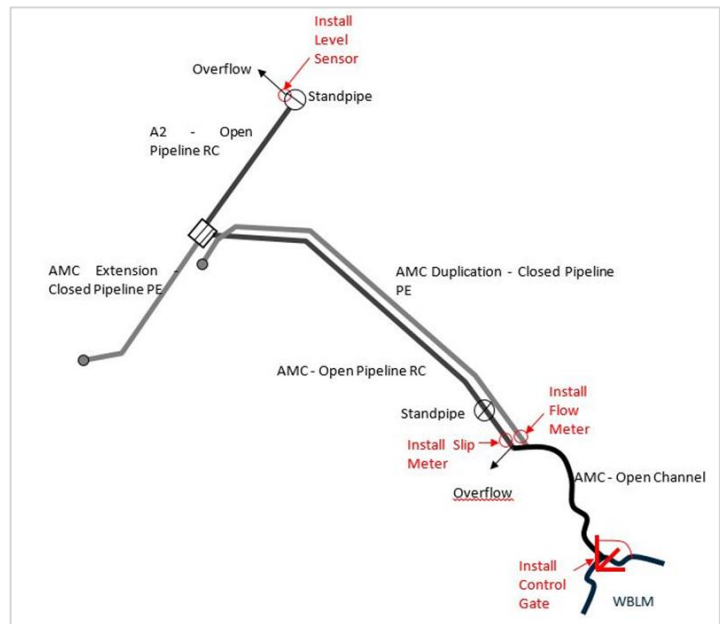 Install
Level
Sensor
Overflow
Standpipe
A2 - Open
Pipeline RC
AMC Extension -
Closed Pipeline PE
AMC Duplication - Closed Pipeline
PE
AMC - Open Pipeline RC
Install
Flow
Meter
Standpipe
Install Slip
Meter
Overflow
AMC - Open Channel
Install
Control
Gate
WBLM